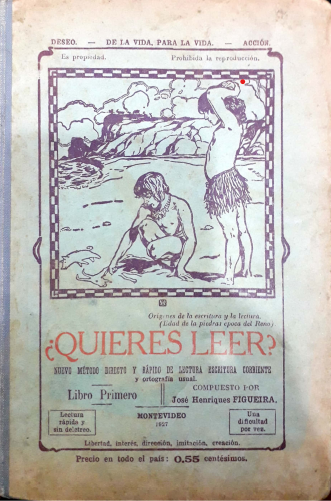 DESEO. — DE LA VIDA, PARA LA VIDA. — ACCIÓN.
Es propiedad. Prohibida la reproducción.
Orígenes de la escritura y la lectura.
(Edad de la piedra: época del Reno)
¿QUIERES LEER?
NUEVO MÉTODO DIRECTO Y RÁPIDO DE LECTURA ESCRITURA CORRIENTE
y ortografía usual.
Libro Primero
COMPUESTO POR
José Henriques FIGUEIRA.
Lectura
rápida y
sin deletreo.
MONTEVIDEO
1927
Una
dificultad
por vez.
Libertad, interés, dirección, imitación, creación.
Precio en todo el país: 0,55 centésimos.